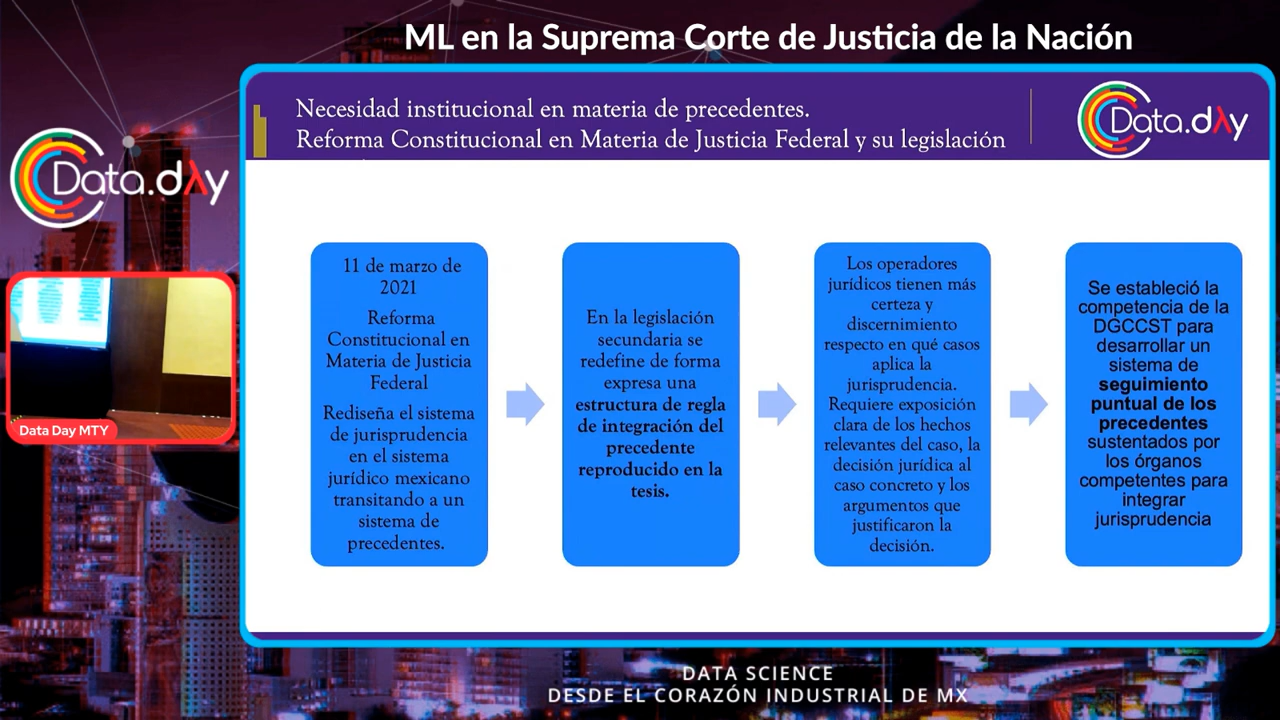 ML en la Suprema Corte de Justicia de la Nación
Necesidad institucional en materia de precedentes.
Reforma Constitucional en Materia de Justicia Federal y su legislación
Data.day
Data.day
Data Day MTY
11 de marzo de
2021
Reforma
Constitucional en
Materia de Justicia
Federal
Rediseña el sistema
de jurisprudencia
en el sistema
jurídico mexicano
transitando a un
sistema de
precedentes.
En la legislación
secundaria se
redefine de forma
expresa una
estructura de regla
de integración del
precedente
reproducido en la
tesis.
Los operadores
jurídicos tienen más
certeza y
discernimiento
respecto en qué casos
aplica la
jurisprudencia.
Requiere exposición
clara de los hechos
relevantes del caso, la
decisión jurídica al
caso concreto y los
argumentos que
justificaron la
decisión.
Se estableció la
competencia de la
DGCCST para
desarrollar un
sistema de
seguimiento
puntual de los
precedentes
sustentados por
los órganos
competentes para
integrar
jurisprudencia
DATA SCIENCE
DESDE EL CORAZÓN INDUSTRIAL DE MX